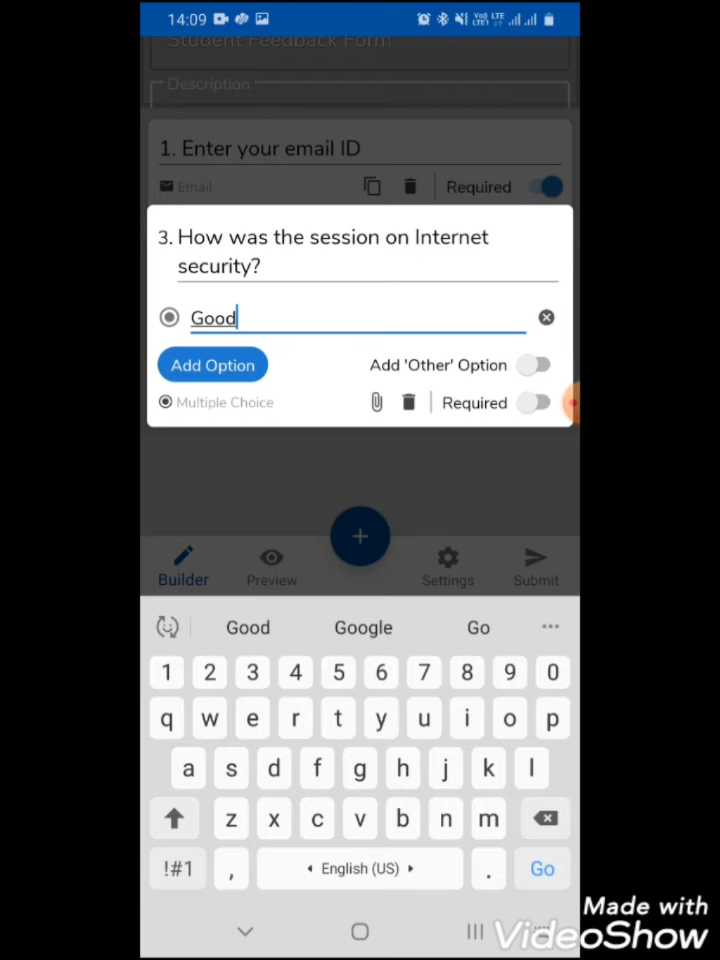 14:09
Student Feedback Form
Description
1. Enter your email ID
Email
Required
3. How was the session on Internet
security?
Good
Add Option
Add 'Other' Option
Multiple Choice
Required
Builder
Preview
+
Settings
Submit
Good
Google
Go
1 2 3 4 5 6 7 8 9 0
q w e r t y u i o p
a s d f g h j k l
z x c v b n m
!#1 , English (US) . Go
Made with
VideoShow